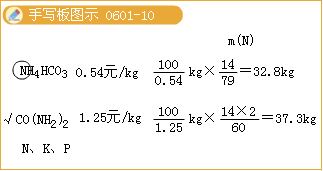 手写板图示 0601-10
m(N)
NH₄HCO₃ 0.54元/kg 100/0.54 kg×14/79=32.8kg
√CO(NH₂)₂ 1.25元/kg 100/1.25 kg×14×2/60=37.3kg
N、K、P